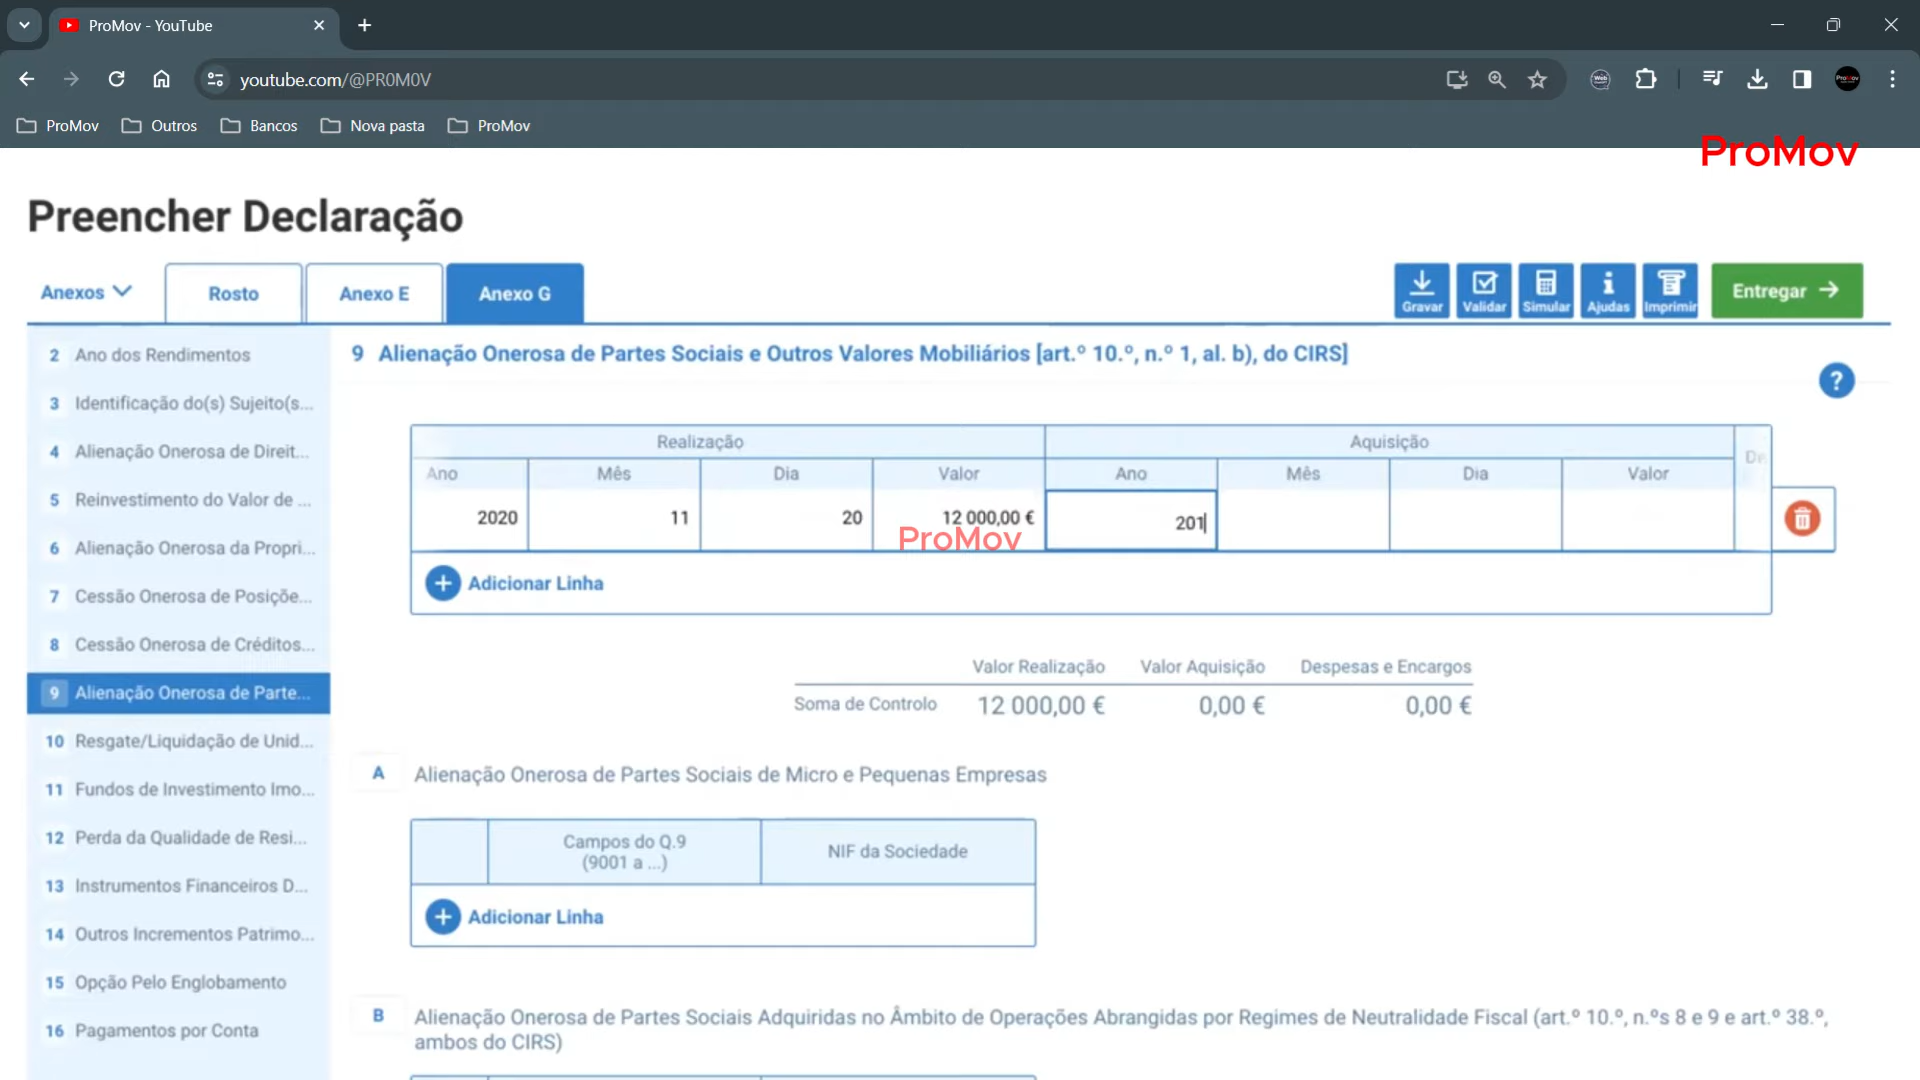 ProMov - YouTube
youtube.com/@PR0M0V
ProMov
Outros
Bancos
Nova pasta
ProMov
ProMov
Preencher Declaração
Anexos
Rosto
Anexo E
Anexo G
Gravar
Validar
Simular
Ajudas
Imprimir
Entregar
2 Ano dos Rendimentos
3 Identificação do(s) Sujeito(s...
4 Alienação Onerosa de Direit...
5 Reinvestimento do Valor de ...
6 Alienação Onerosa da Propri...
7 Cessão Onerosa de Posiçõe...
8 Cessão Onerosa de Créditos...
9 Alienação Onerosa de Parte...
10 Resgate/Liquidação de Unid...
11 Fundos de Investimento Imo...
12 Perda da Qualidade de Resi...
13 Instrumentos Financeiros D...
14 Outros Incrementos Patrimo...
15 Opção Pelo Englobamento
16 Pagamentos por Conta
9 Alienação Onerosa de Partes Sociais e Outros Valores Mobiliários [art.º 10.º, n.º 1, al. b), do CIRS]
?
Realização Aquisição
Ano Mês Dia Valor Ano Mês Dia Valor
2020 11 20 12 000,00 € 201
ProMov
Adicionar Linha
Valor Realização Valor Aquisição Despesas e Encargos
Soma de Controlo 12 000,00 € 0,00 € 0,00 €
A Alienação Onerosa de Partes Sociais de Micro e Pequenas Empresas
Campos do Q.9
(9001 a ...)
NIF da Sociedade
Adicionar Linha
B Alienação Onerosa de Partes Sociais Adquiridas no Âmbito de Operações Abrangidas por Regimes de Neutralidade Fiscal (art.º 10.º, n.ºs 8 e 9 e art.º 38.º,
ambos do CIRS)